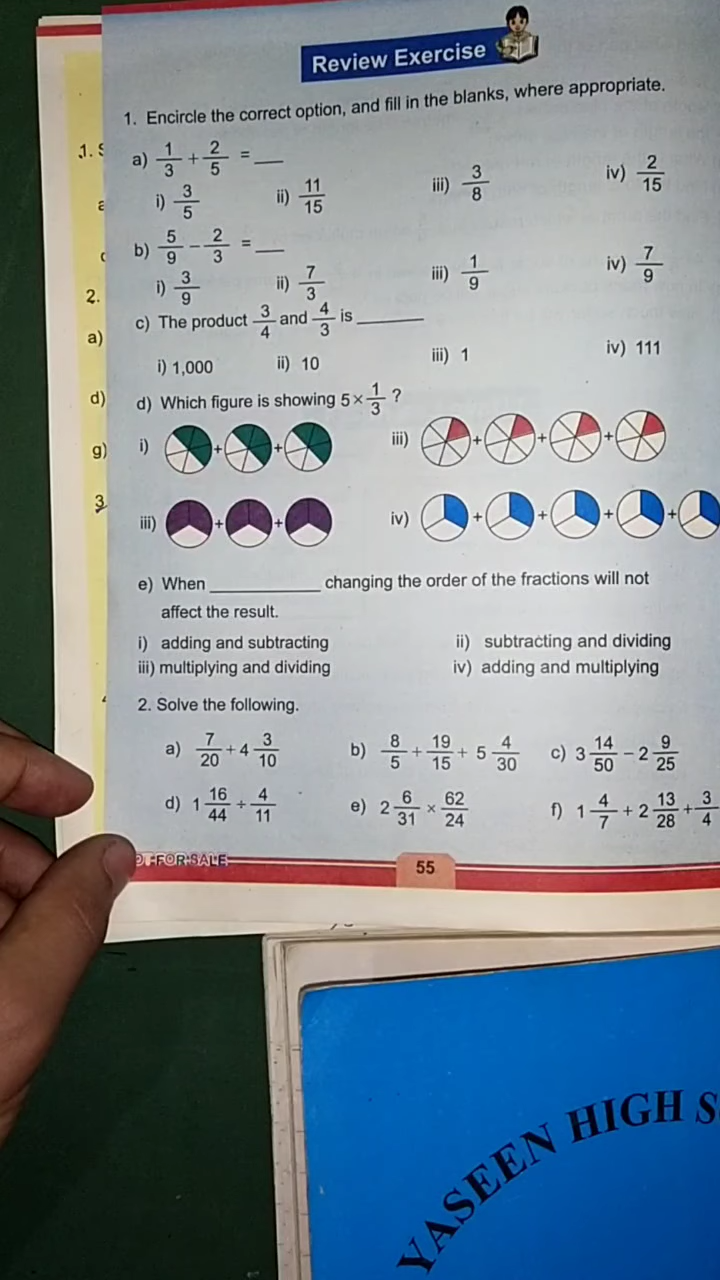 Review Exercise
1. Encircle the correct option, and fill in the blanks, where appropriate.
a) 1/3 + 2/5 = __
i) 3/5 ii) 11/15 iii) 3/8 iv) 2/15
b) 5/9 − 2/3 = __
i) 3/9 ii) 7/3 iii) 1/9 iv) 7/9
c) The product 3/4 and 4/3 is ______
i) 1,000 ii) 10 iii) 1 iv) 111
d) Which figure is showing 5 × 1/3 ?
i) + + iii) + + +
iii) + + iv) + + + +
e) When __________ changing the order of the fractions will not
affect the result.
i) adding and subtracting ii) subtracting and dividing
iii) multiplying and dividing iv) adding and multiplying
2. Solve the following.
a) 7/20 + 4 3/10 b) 8/5 + 19/15 + 5 4/30 c) 3 14/50 − 2 9/25
d) 1 16/44 ÷ 4/11 e) 2 6/31 × 62/24 f) 1 4/7 + 2 13/28 + 3/4
FOR SALE
55
1.
2.
a)
d)
g)
3
YASEEN HIGH S